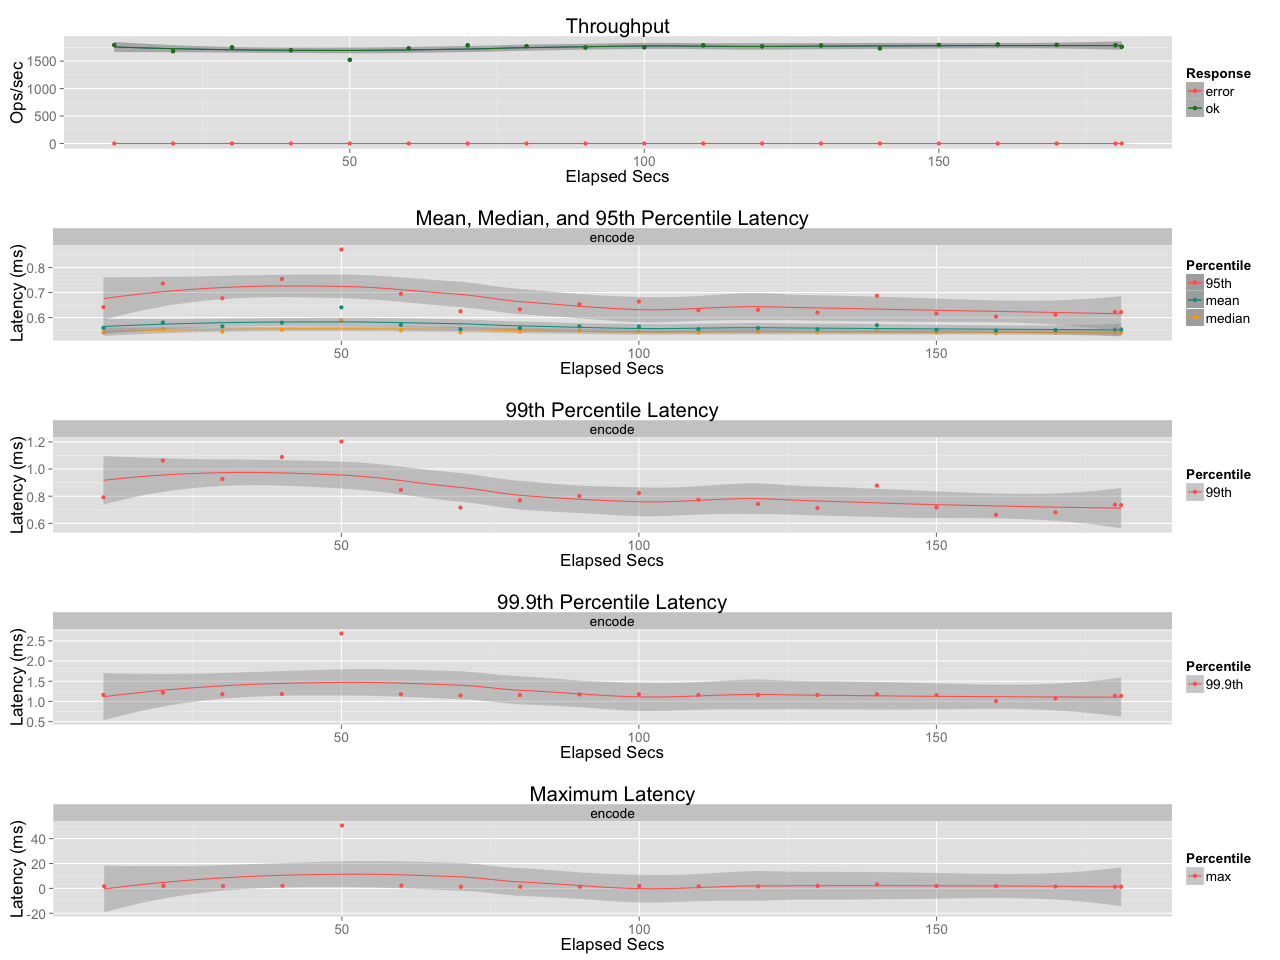 Throughput
Ops/sec
1500
1000
500
0
50
100
150
Elapsed Secs
Response
error
ok
Mean, Median, and 95th Percentile Latency
encode
Latency (ms)
0.8
0.7
0.6
50
100
150
Elapsed Secs
Percentile
95th
mean
median
99th Percentile Latency
encode
Latency (ms)
1.2
1.0
0.8
0.6
50
100
150
Elapsed Secs
Percentile
99th
99.9th Percentile Latency
encode
Latency (ms)
2.5
2.0
1.5
1.0
0.5
50
100
150
Elapsed Secs
Percentile
99.9th
Maximum Latency
encode
Latency (ms)
40
20
0
-20
50
100
150
Elapsed Secs
Percentile
max